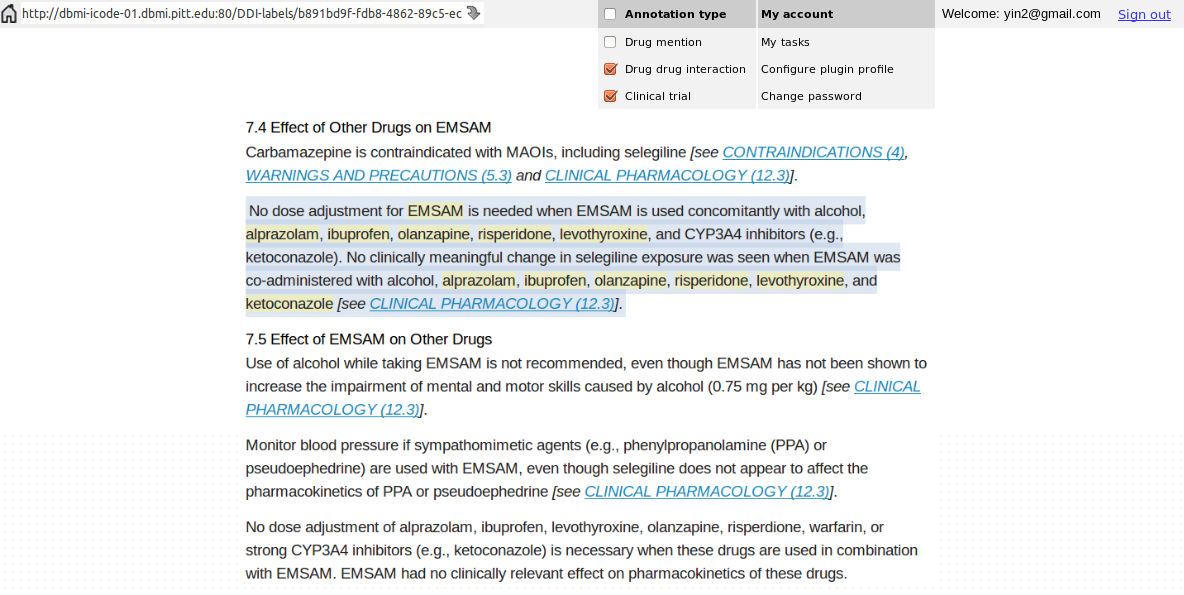 http://dbmi-icode-01.dbmi.pitt.edu:80/DDI-labels/b891bd9f-fdb8-4862-89c5-ec
Annotation type
My account
Welcome: yin2@gmail.com
Sign out
Drug mention
My tasks
Drug drug interaction
Configure plugin profile
Clinical trial
Change password
7.4 Effect of Other Drugs on EMSAM
Carbamazepine is contraindicated with MAOIs, including selegiline [see CONTRAINDICATIONS (4),
WARNINGS AND PRECAUTIONS (5.3) and CLINICAL PHARMACOLOGY (12.3)].
No dose adjustment for EMSAM is needed when EMSAM is used concomitantly with alcohol,
alprazolam, ibuprofen, olanzapine, risperidone, levothyroxine, and CYP3A4 inhibitors (e.g.,
ketoconazole). No clinically meaningful change in selegiline exposure was seen when EMSAM was
co-administered with alcohol, alprazolam, ibuprofen, olanzapine, risperidone, levothyroxine, and
ketoconazole [see CLINICAL PHARMACOLOGY (12.3)].
7.5 Effect of EMSAM on Other Drugs
Use of alcohol while taking EMSAM is not recommended, even though EMSAM has not been shown to
increase the impairment of mental and motor skills caused by alcohol (0.75 mg per kg) [see CLINICAL
PHARMACOLOGY (12.3)].
Monitor blood pressure if sympathomimetic agents (e.g., phenylpropanolamine (PPA) or
pseudoephedrine) are used with EMSAM, even though selegiline does not appear to affect the
pharmacokinetics of PPA or pseudoephedrine [see CLINICAL PHARMACOLOGY (12.3)].
No dose adjustment of alprazolam, ibuprofen, levothyroxine, olanzapine, risperdione, warfarin, or
strong CYP3A4 inhibitors (e.g., ketoconazole) is necessary when these drugs are used in combination
with EMSAM. EMSAM had no clinically relevant effect on pharmacokinetics of these drugs.